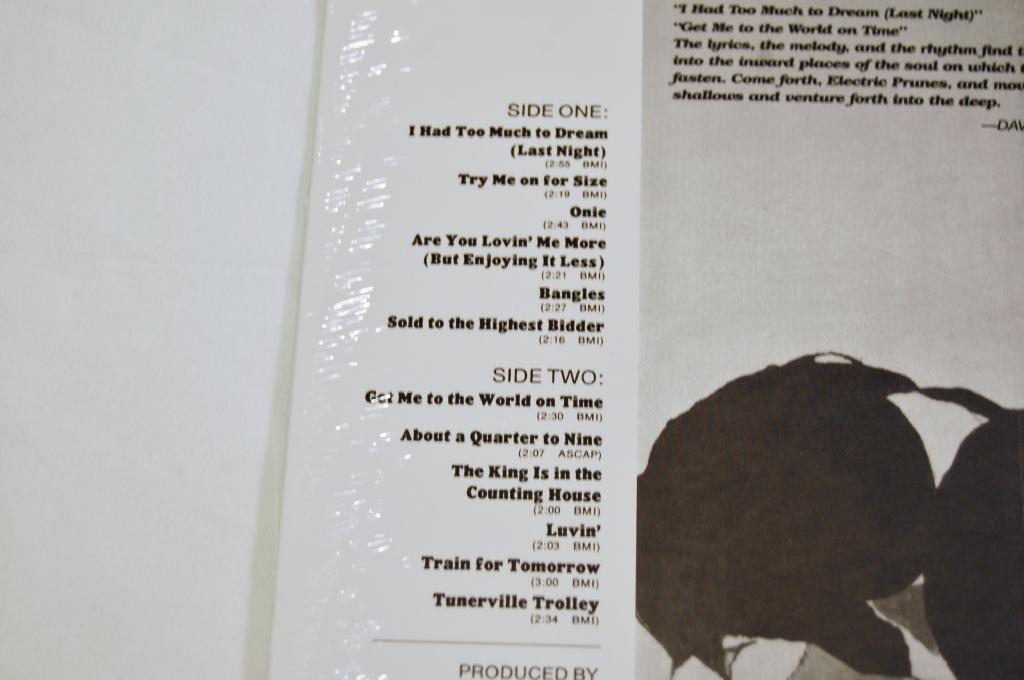 SIDE ONE:
I Had Too Much to Dream
(Last Night)
(2:55 BMI)
Try Me on for Size
(2:19 BMI)
Onie
(2:43 BMI)
Are You Lovin' Me More
(But Enjoying It Less)
(2:21 BMI)
Bangles
(2:27 BMI)
Sold to the Highest Bidder
(2:16 BMI)
SIDE TWO:
Get Me to the World on Time
(2:30 BMI)
About a Quarter to Nine
(2:07 ASCAP)
The King Is in the
Counting House
(2:00 BMI)
Luvin'
(2:03 BMI)
Train for Tomorrow
(3:00 BMI)
Tunerville Trolley
(2:34 BMI)
PRODUCED BY
"I Had Too Much to Dream (Last Night)"
"Get Me to the World on Time"
The lyrics, the melody, and the rhythm find
into the inward places of the soul on which
fasten. Come forth, Electric Prunes, and
shallows and venture forth into the deep.
—DAV